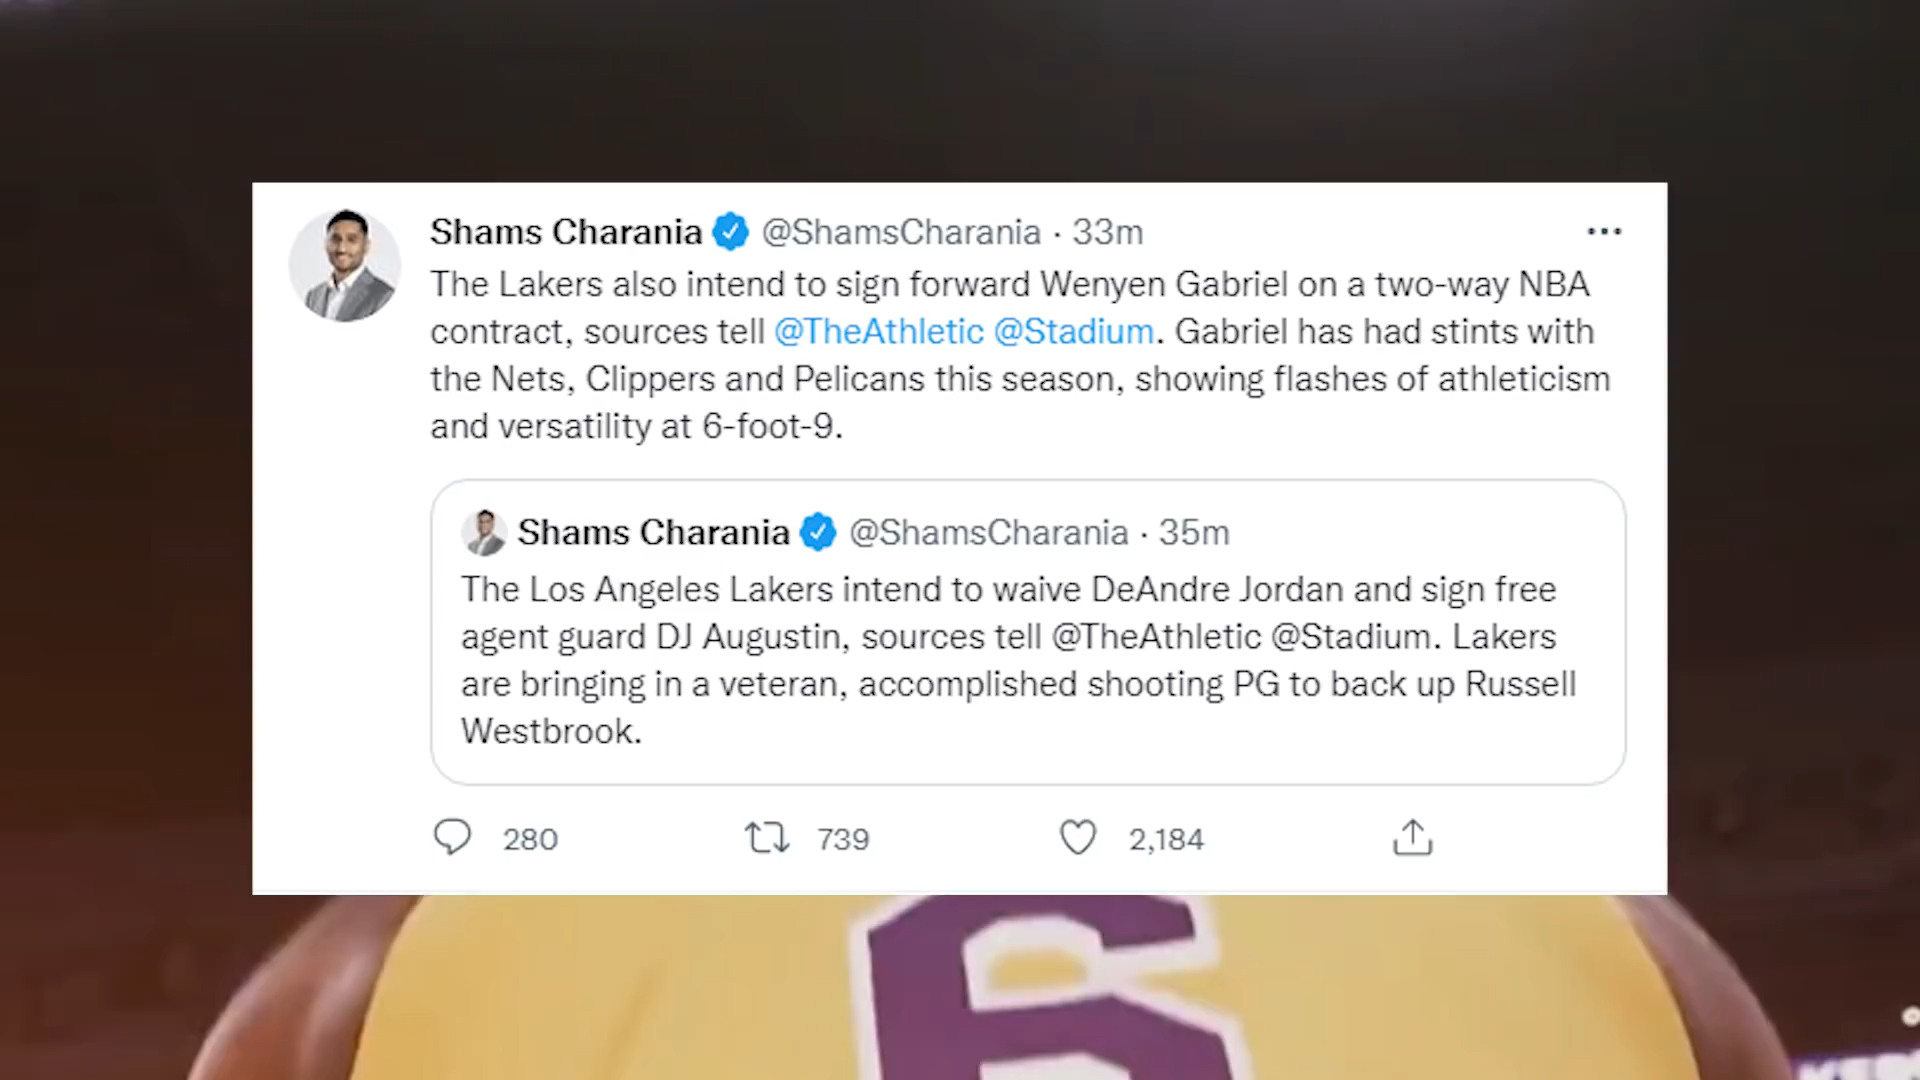 Shams Charania @ShamsCharania · 33m
The Lakers also intend to sign forward Wenyen Gabriel on a two-way NBA
contract, sources tell @TheAthletic @Stadium. Gabriel has had stints with
the Nets, Clippers and Pelicans this season, showing flashes of athleticism
and versatility at 6-foot-9.
Shams Charania @ShamsCharania · 35m
The Los Angeles Lakers intend to waive DeAndre Jordan and sign free
agent guard DJ Augustin, sources tell @TheAthletic @Stadium. Lakers
are bringing in a veteran, accomplished shooting PG to back up Russell
Westbrook.
280 739 2,184
6